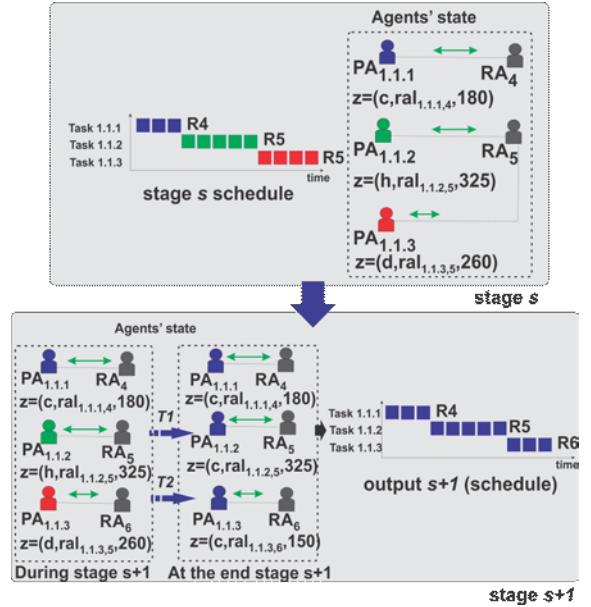 Agents' state
PA1.1.1 RA4
z=(c,ral1.1.1,4,180)
PA1.1.2 RA5
z=(h,ral1.1.2,5,325)
PA1.1.3
z=(d,ral1.1.3,5,260)
Task 1.1.1 R4
Task 1.1.2 R5
Task 1.1.3 R5
time
stage s schedule
stage s
Agents' state
PA1.1.1 RA4
z=(c,ral1.1.1,4,180)
PA1.1.2 RA5
z=(h,ral1.1.2,5,325)
PA1.1.3 RA6
z=(d,ral1.1.3,5,260)
During stage s+1
T1
T2
PA1.1.1 RA4
z=(c,ral1.1.1,4,180)
PA1.1.2 RA5
z=(c,ral1.1.2,5,325)
PA1.1.3 RA6
z=(c,ral1.1.3,6,150)
At the end stage s+1
Task 1.1.1 R4
Task 1.1.2 R5
Task 1.1.3 R6
time
output s+1 (schedule)
stage s+1